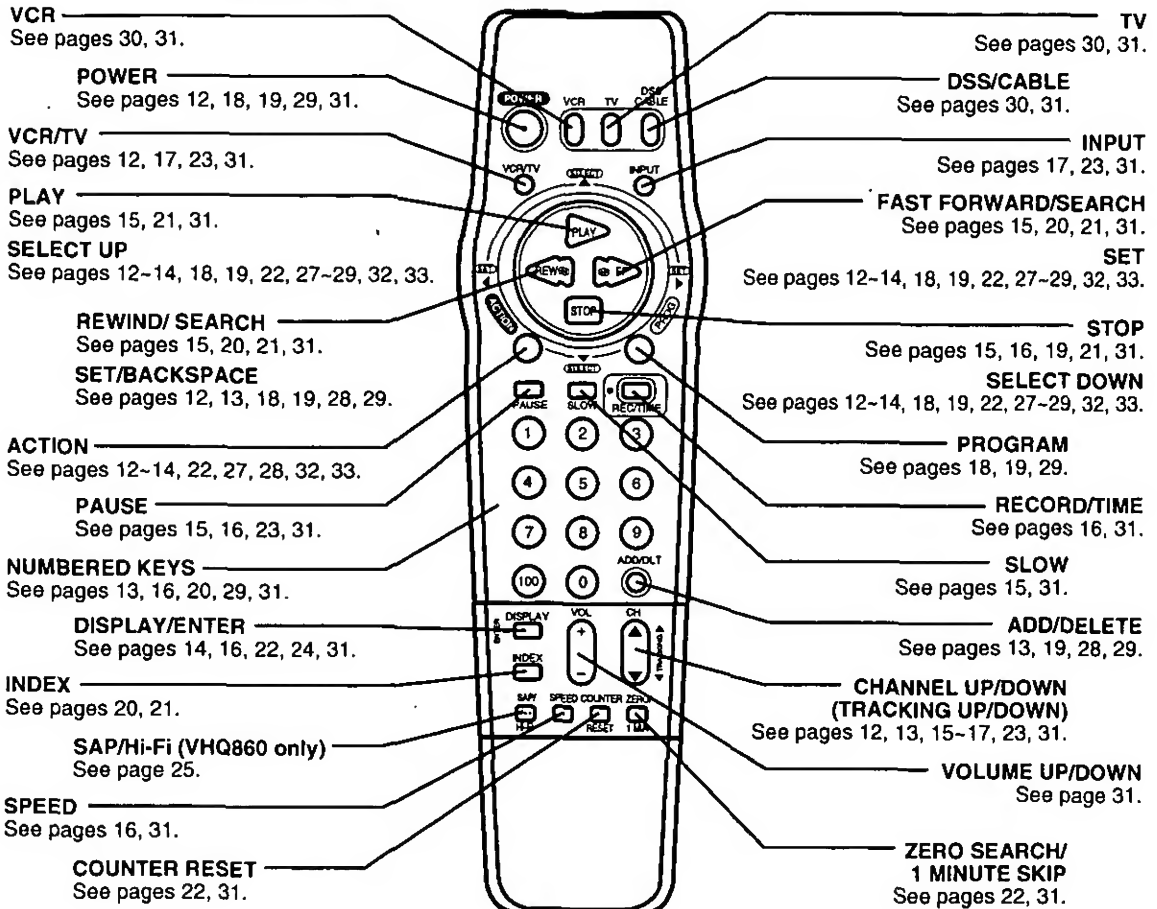 VCR
See pages 30, 31.
POWER
See pages 12, 18, 19, 29, 31.
VCR/TV
See pages 12, 17, 23, 31.
PLAY
See pages 15, 21, 31.
SELECT UP
See pages 12~14, 18, 19, 22, 27~29, 32, 33.
REWIND/ SEARCH
See pages 15, 20, 21, 31.
SET/BACKSPACE
See pages 12, 13, 18, 19, 28, 29.
ACTION
See pages 12~14, 22, 27, 28, 32, 33.
PAUSE
See pages 15, 16, 23, 31.
NUMBERED KEYS
See pages 13, 16, 20, 29, 31.
DISPLAY/ENTER
See pages 14, 16, 22, 24, 31.
INDEX
See pages 20, 21.
SAP/Hi-Fi (VHQ860 only)
See page 25.
SPEED
See pages 16, 31.
COUNTER RESET
See pages 22, 31.
POWER
VCR TV DSS CABLE
VCR/TV
SELECT
INPUT
PLAY
SET
REW
FF
SET
STOP
ACTION
PROG
SELECT
PAUSE SLOW REC/TIME
1 2 3
4 5 6
7 8 9
ADD/DLT
100 0
DISPLAY VOL CH
ENTER
+
TRACKING
INDEX
-
SAP/ SPEED COUNTER ZERO/
HI-FI RESET 1 MIN
TV
See pages 30, 31.
DSS/CABLE
See pages 30, 31.
INPUT
See pages 17, 23, 31.
FAST FORWARD/SEARCH
See pages 15, 20, 21, 31.
SET
See pages 12~14, 18, 19, 22, 27~29, 32, 33.
STOP
See pages 15, 16, 19, 21, 31.
SELECT DOWN
See pages 12~14, 18, 19, 22, 27~29, 32, 33.
PROGRAM
See pages 18, 19, 29.
RECORD/TIME
See pages 16, 31.
SLOW
See pages 15, 31.
ADD/DELETE
See pages 13, 19, 28, 29.
CHANNEL UP/DOWN
(TRACKING UP/DOWN)
See pages 12, 13, 15~17, 23, 31.
VOLUME UP/DOWN
See page 31.
ZERO SEARCH/
1 MINUTE SKIP
See pages 22, 31.